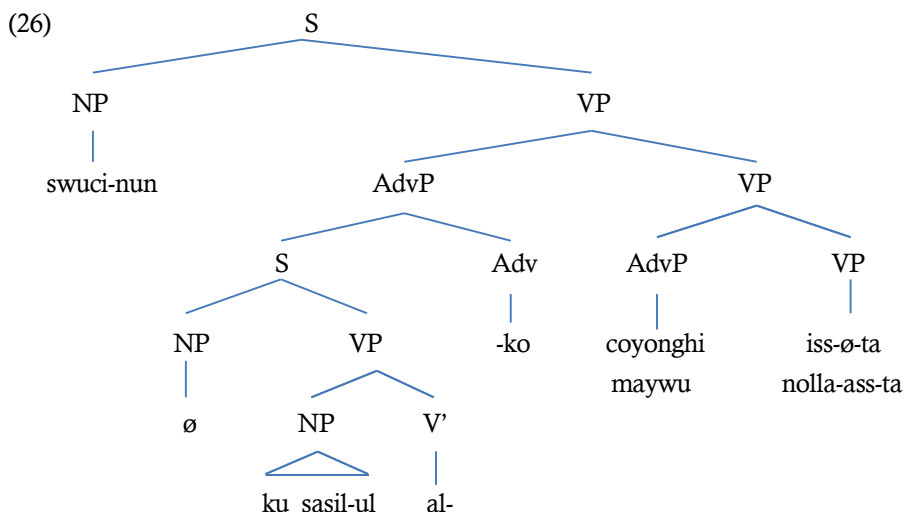 (26) S
NP VP
swuci-nun AdvP VP
S Adv AdvP VP
NP VP -ko coyonghi iss-ø-ta
maywu nolla-ass-ta
ø NP V’
ku sasil-ul al-